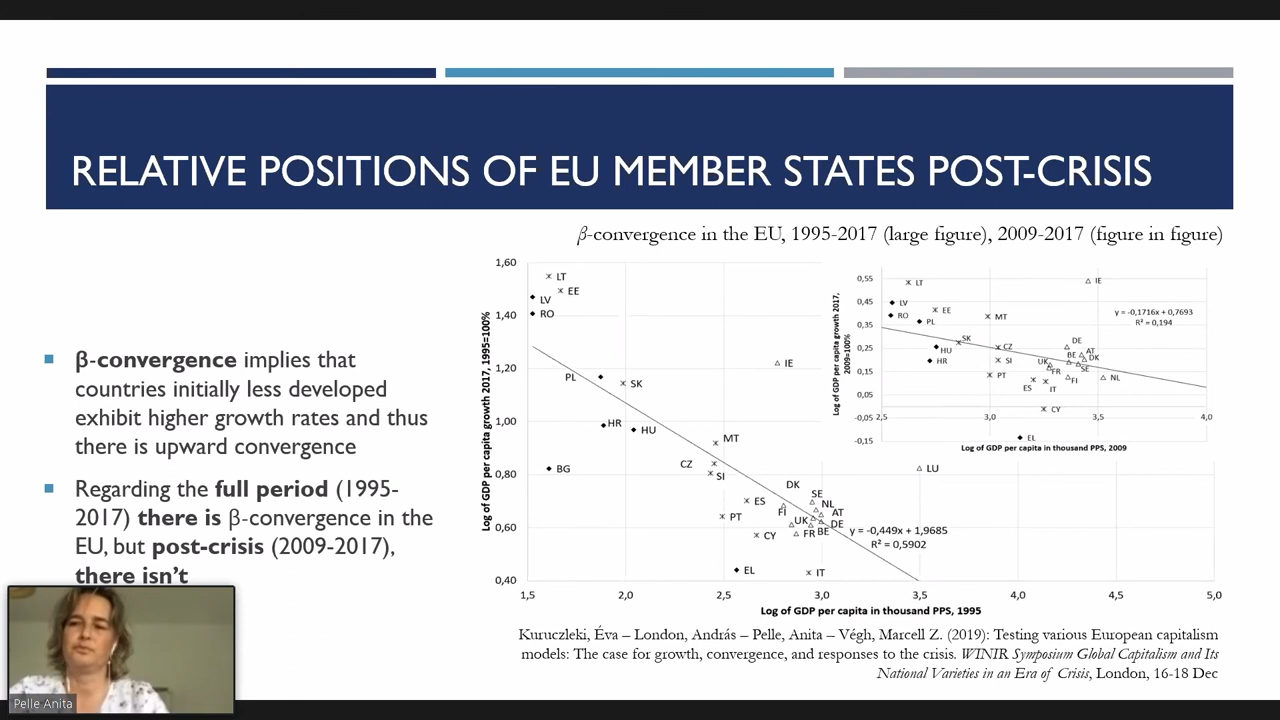 RELATIVE POSITIONS OF EU MEMBER STATES POST-CRISIS
β-convergence in the EU, 1995-2017 (large figure), 2009-2017 (figure in figure)
β-convergence implies that
countries initially less developed
exhibit higher growth rates and thus
there is upward convergence
Regarding the full period (1995-
2017) there is β-convergence in the
EU, but post-crisis (2009-2017),
there isn't
Log of GDP per capita growth 2017, 1995=100%
1,60
1,40
1,20
1,00
0,80
0,60
0,40
1,5
2,0
2,5
3,0
3,5
4,0
4,5
5,0
Log of GDP per capita in thousand PPS, 1995
LT
EE
LV
RO
IE
PL
SK
HR
HU
MT
BG
CZ
SI
LU
DK
SE
ES
NL
FI
AT
PT
UK
DE
CY
FR
BE
EL
IT
y = -0,449x + 1,9685
R² = 0,5902
Log of GDP per capita growth 2017,
2009=100%
0,55
0,45
0,35
0,25
0,15
0,05
-0,05
-0,15
2,5
3,0
3,5
4,0
Log of GDP per capita in thousand PPS, 2009
LT
IE
LV
EE
RO
PL
MT
SK
HU
CZ
DE
AT
HR
SI
UK
BE
DK
FR
SE
PT
ES
IT
FI
NL
CY
EL
y = -0,1716x + 0,7693
R² = 0,194
Kuruczleki, Éva – London, András – Pelle, Anita – Végh, Marcell Z. (2019): Testing various European capitalism
models: The case for growth, convergence, and responses to the crisis. WINIR Symposium Global Capitalism and Its
National Varieties in an Era of Crisis, London, 16-18 Dec
Pelle Anita